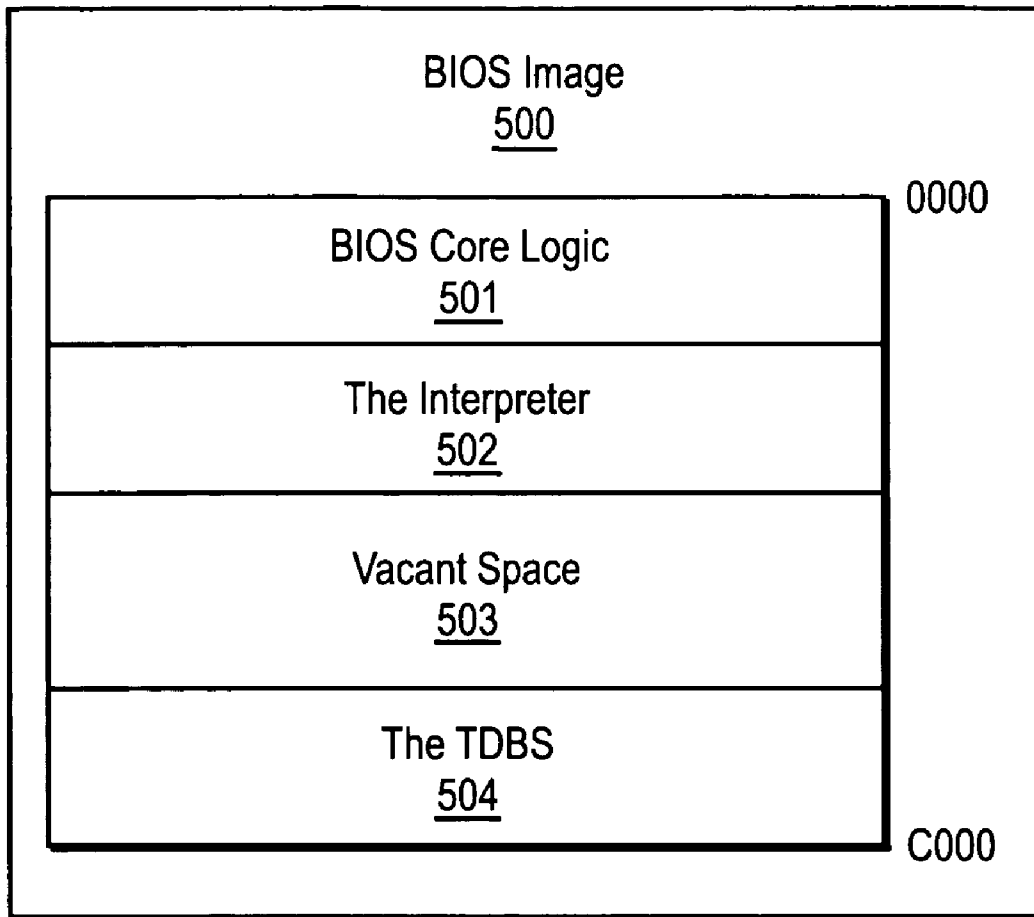 BIOS Image
500
0000
BIOS Core Logic
501
The Interpreter
502
Vacant Space
503
The TDBS
504
C000